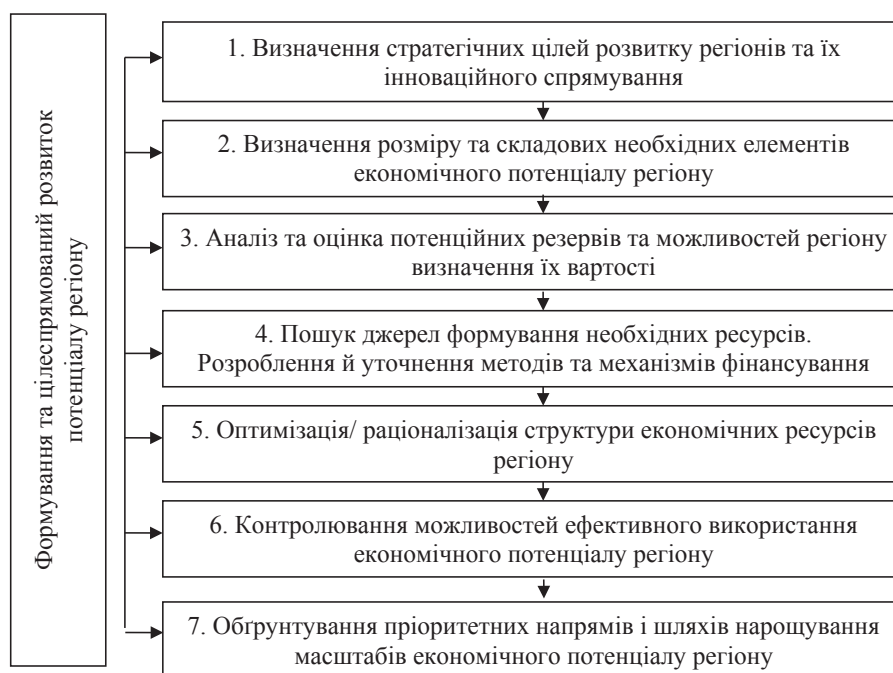 Формування та цілеспрямований розвиток
потенціалу регіону
1. Визначення стратегічних цілей розвитку регіонів та їх
інноваційного спрямування
2. Визначення розміру та складових необхідних елементів
економічного потенціалу регіону
3. Аналіз та оцінка потенційних резервів та можливостей регіону
визначення їх вартості
4. Пошук джерел формування необхідних ресурсів.
Розроблення й уточнення методів та механізмів фінансування
5. Оптимізація/ раціоналізація структури економічних ресурсів
регіону
6. Контролювання можливостей ефективного використання
економічного потенціалу регіону
7. Обґрунтування пріоритетних напрямів і шляхів нарощування
масштабів економічного потенціалу регіону